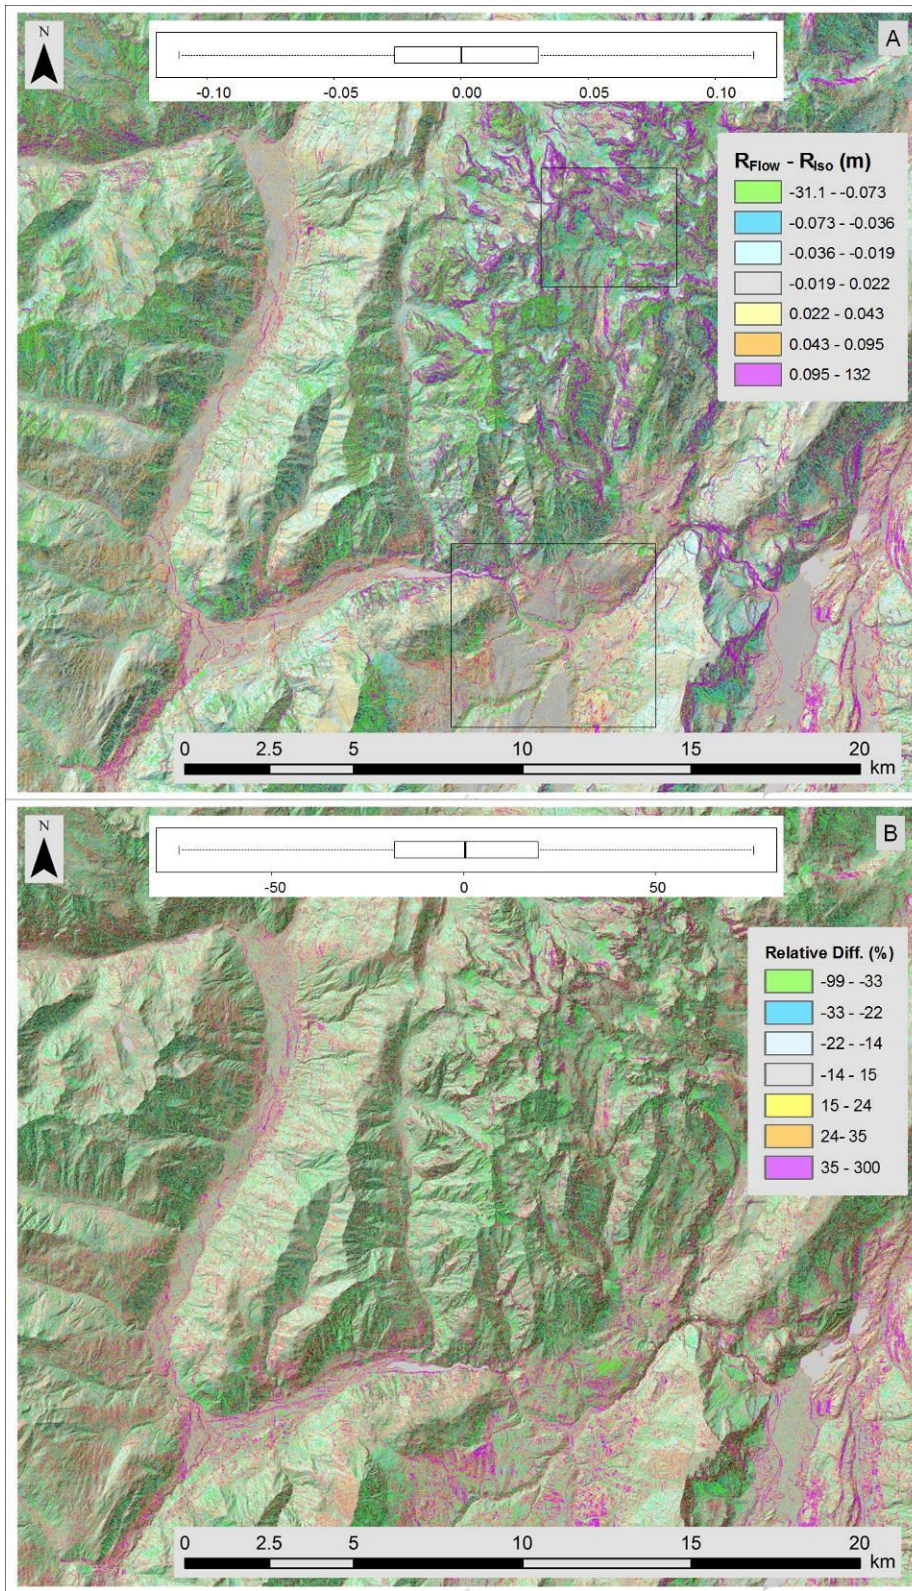 N
A
-0.10 -0.05 0.00 0.05 0.10
R_Flow - R_Iso (m)
-31.1 - -0.073
-0.073 - -0.036
-0.036 - -0.019
-0.019 - 0.022
0.022 - 0.043
0.043 - 0.095
0.095 - 132
0 2.5 5 10 15 20
km
N
B
-50 0 50
Relative Diff. (%)
-99 - -33
-33 - -22
-22 - -14
-14 - 15
15 - 24
24- 35
35 - 300
0 2.5 5 10 15 20
km